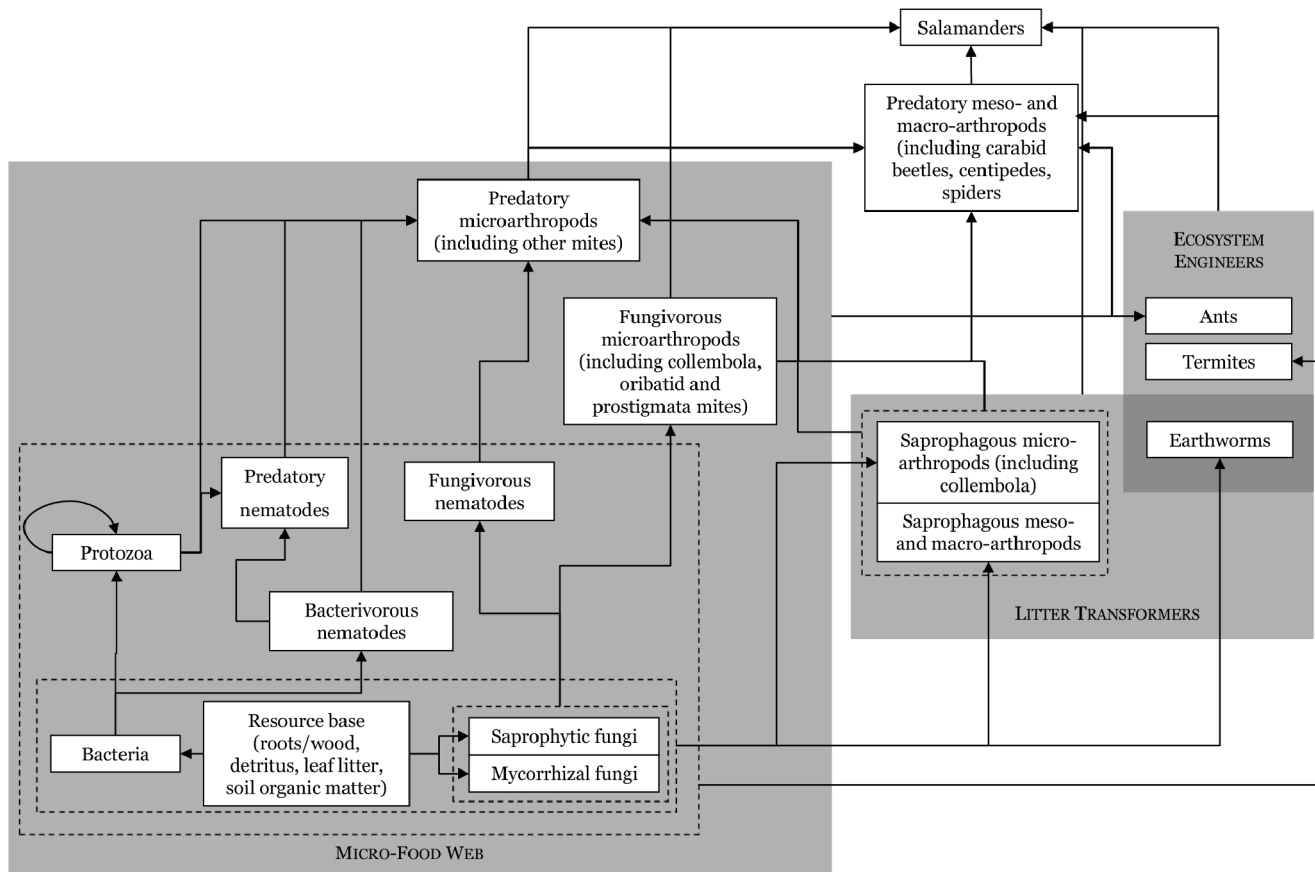 Salamanders
Predatory meso- and
macro-arthropods
(including carabid
beetles, centipedes,
spiders
Predatory
microarthropods
(including other mites)
ECOSYSTEM
ENGINEERS
Ants
Termites
Earthworms
Fungivorous
microarthropods
(including collembola,
oribatid and
prostigmata mites)
Saprophagous micro-
arthropods (including
collembola)
Saprophagous meso-
and macro-arthropods
LITTER TRANSFORMERS
Predatory
nematodes
Fungivorous
nematodes
Protozoa
Bacterivorous
nematodes
Bacteria
Resource base
(roots/wood,
detritus, leaf litter,
soil organic matter)
Saprophytic fungi
Mycorrhizal fungi
MICRO-FOOD WEB